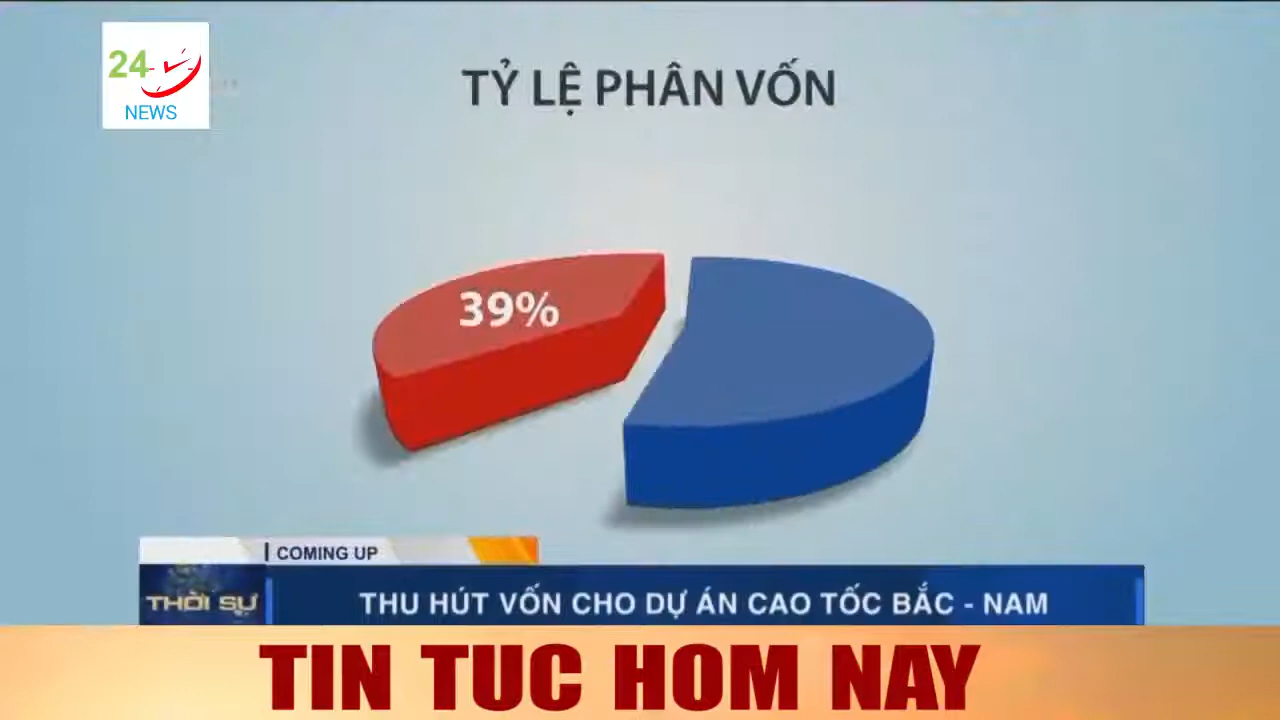 24
NEWS
TỶ LỆ PHÂN VỐN
39%
COMING UP
THỜI SỰ
THU HÚT VỐN CHO DỰ ÁN CAO TỐC BẮC - NAM
TIN TUC HOM NAY